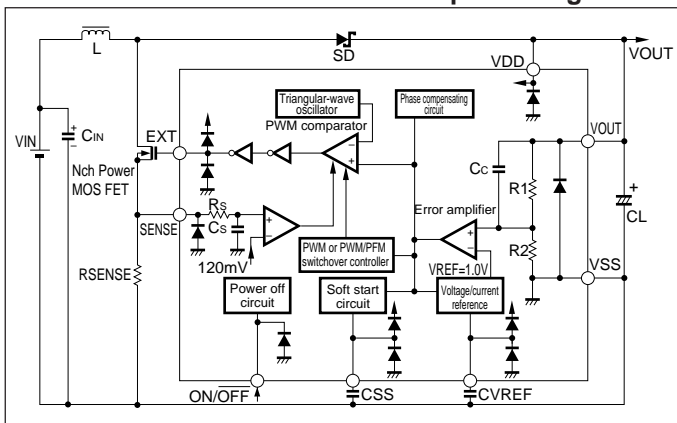 L
SD
VOUT
VDD
VIN
CIN
+
−
EXT
Nch Power
MOS FET
Triangular-wave
oscillator
PWM comparator
−
+
Phase compensating
circuit
VOUT
CC
R1
R2
+
CL
Error amplifier
+
−
VREF=1.0V
VSS
RS
CS
SENSE
+
−
120mV
RSENSE
PWM or PWM/PFM
switchover controller
Power off
circuit
Soft start
circuit
Voltage/current
reference
ON/OFF
CSS
CVREF